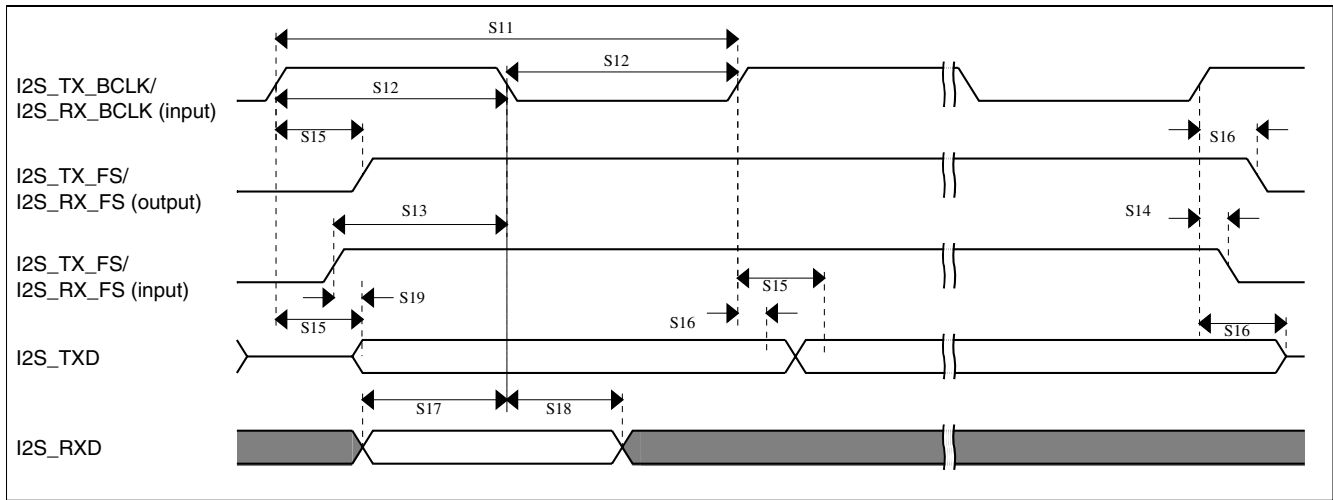 S11
I2S_TX_BCLK/
I2S_RX_BCLK (input)
S12
S12
S15
S16
I2S_TX_FS/
I2S_RX_FS (output)
S13
S14
I2S_TX_FS/
I2S_RX_FS (input)
S19
S15
S15
S16
S16
I2S_TXD
S17
S18
I2S_RXD